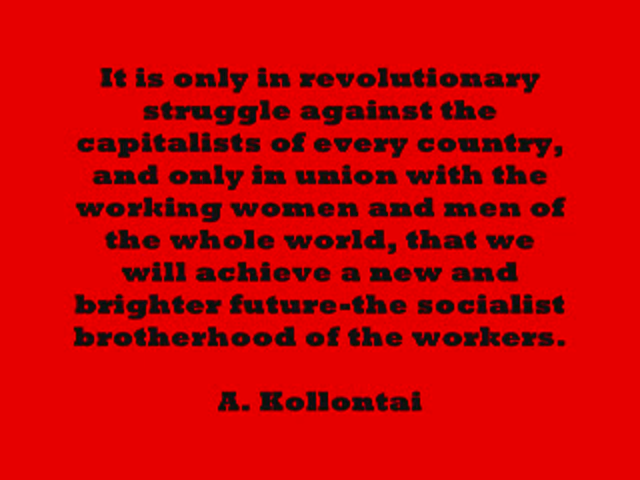 It is only in revolutionary
struggle against the
capitalists of every country,
and only in union with the
working women and men of
the whole world, that we
will achieve a new and
brighter future-the socialist
brotherhood of the workers.
A. Kollontai